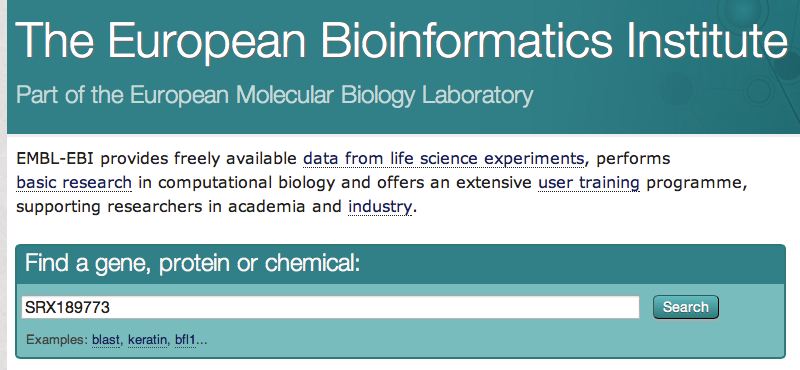 The European Bioinformatics Institute
Part of the European Molecular Biology Laboratory
EMBL-EBI provides freely available data from life science experiments, performs
basic research in computational biology and offers an extensive user training programme,
supporting researchers in academia and industry.
Find a gene, protein or chemical:
SRX189773 Search
Examples: blast, keratin, bfl1...